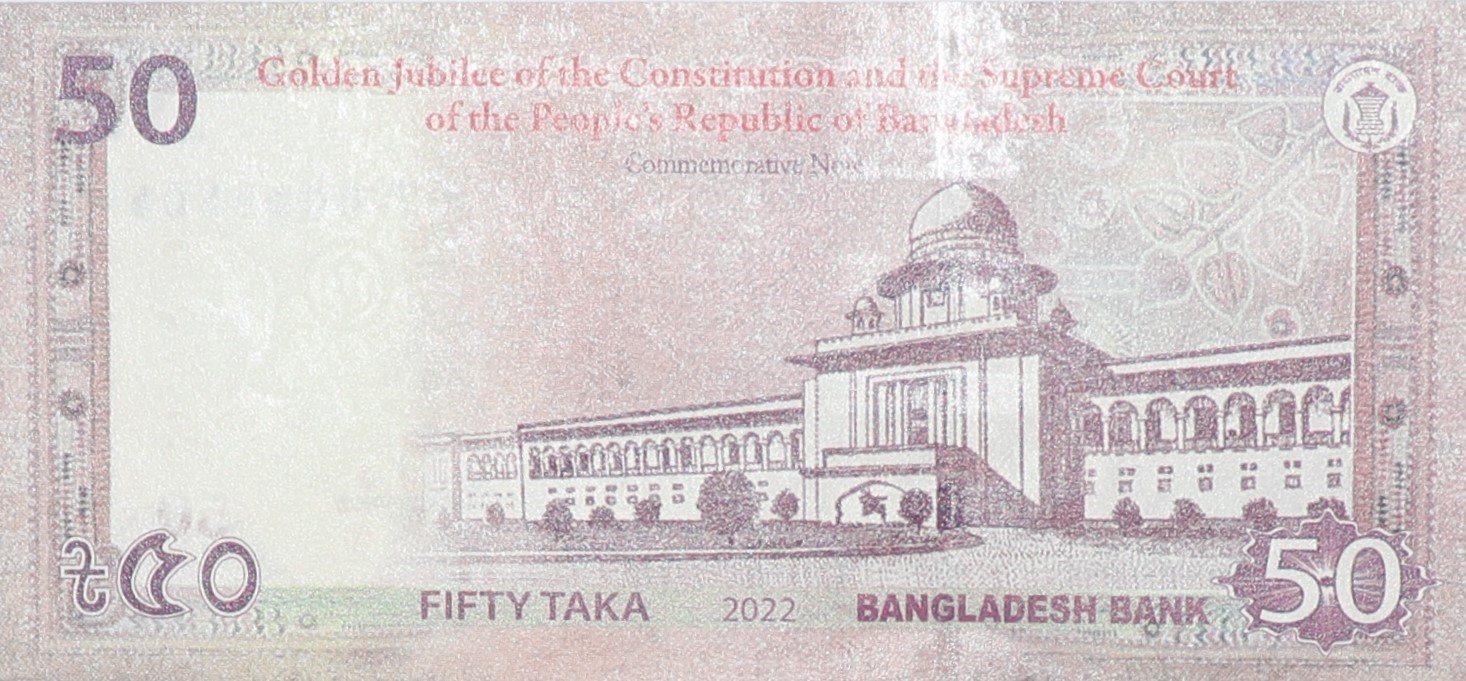 50
Golden Jubilee of the Constitution and the Supreme Court
of the People's Republic of Bangladesh
Commemorative Note
৳৫০
FIFTY TAKA 2022 BANGLADESH BANK
50